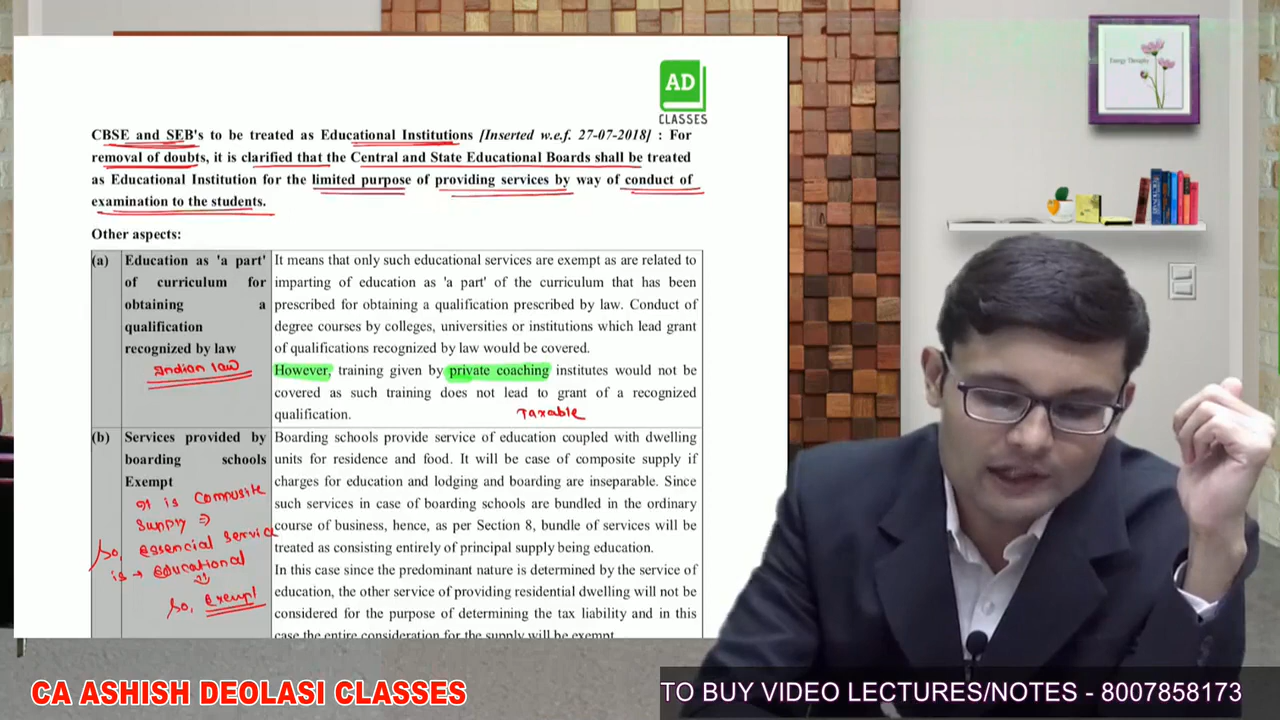 AD
CLASSES
CBSE and SEB's to be treated as Educational Institutions [Inserted w.e.f. 27-07-2018] : For
removal of doubts, it is clarified that the Central and State Educational Boards shall be treated
as Educational Institution for the limited purpose of providing services by way of conduct of
examination to the students.
Other aspects:
(a) Education as 'a part'
of curriculum for
obtaining a
qualification
recognized by law
Indian law
It means that only such educational services are exempt as are related to
imparting of education as 'a part' of the curriculum that has been
prescribed for obtaining a qualification prescribed by law. Conduct of
degree courses by colleges, universities or institutions which lead grant
of qualifications recognized by law would be covered.
However, training given by private coaching institutes would not be
covered as such training does not lead to grant of a recognized
qualification.
Taxable
(b) Services provided by
boarding schools
Exempt
It is composite
supply ⇒
So, essencial service
is → educational
So, exempt
Boarding schools provide service of education coupled with dwelling
units for residence and food. It will be case of composite supply if
charges for education and lodging and boarding are inseparable. Since
such services in case of boarding schools are bundled in the ordinary
course of business, hence, as per Section 8, bundle of services will be
treated as consisting entirely of principal supply being education.
In this case since the predominant nature is determined by the service of
education, the other service of providing residential dwelling will not be
considered for the purpose of determining the tax liability and in this
case the entire consideration for the supply will be exempt.
Energy Theraphy
CA ASHISH DEOLASI CLASSES
TO BUY VIDEO LECTURES/NOTES - 8007858173